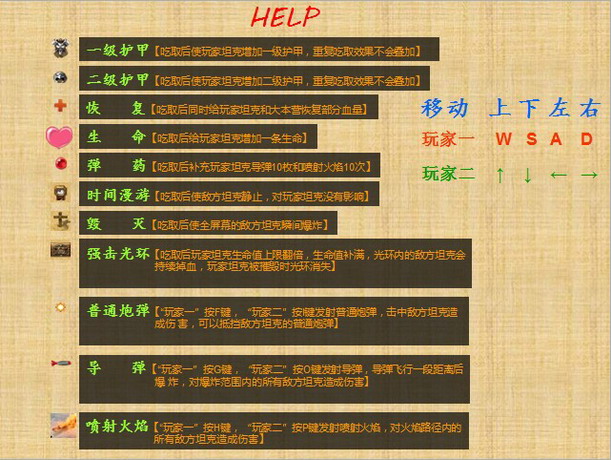 HELP
一级护甲【吃取后使玩家坦克增加一级护甲，重复吃取效果不会叠加】
二级护甲【吃取后使玩家坦克增加二级护甲，重复吃取效果不会叠加】
恢 复【吃取后同时给玩家坦克和大本营恢复部分血量】
生 命【吃取后给玩家坦克增加一条生命】
弹 药【吃取后补充玩家坦克导弹10枚和喷射火焰10次】
时间漫游【吃取后使敌方坦克静止，对玩家坦克没有影响】
毁 灭【吃取后使全屏幕的敌方坦克瞬间爆炸】
强击光环【吃取后玩家坦克生命值上限翻倍，生命值补满，光环内的敌方坦克会
持续掉血，玩家坦克被摧毁时光环消失】
普通炮弹【“玩家一”按F键，“玩家二”按I键发射普通炮弹，击中敌方坦克造
成伤害，可以抵挡敌方坦克的普通炮弹】
导 弹【“玩家一”按G键，“玩家二”按O键发射导弹，导弹飞行一段距离后
爆炸，对爆炸范围内的所有敌方坦克造成伤害】
喷射火焰【“玩家一”按H键，“玩家二”按P键发射喷射火焰，对火焰路径内的
所有敌方坦克造成伤害】
移动 上 下 左 右
玩家一 W S A D
玩家二 ↑ ↓ ← →